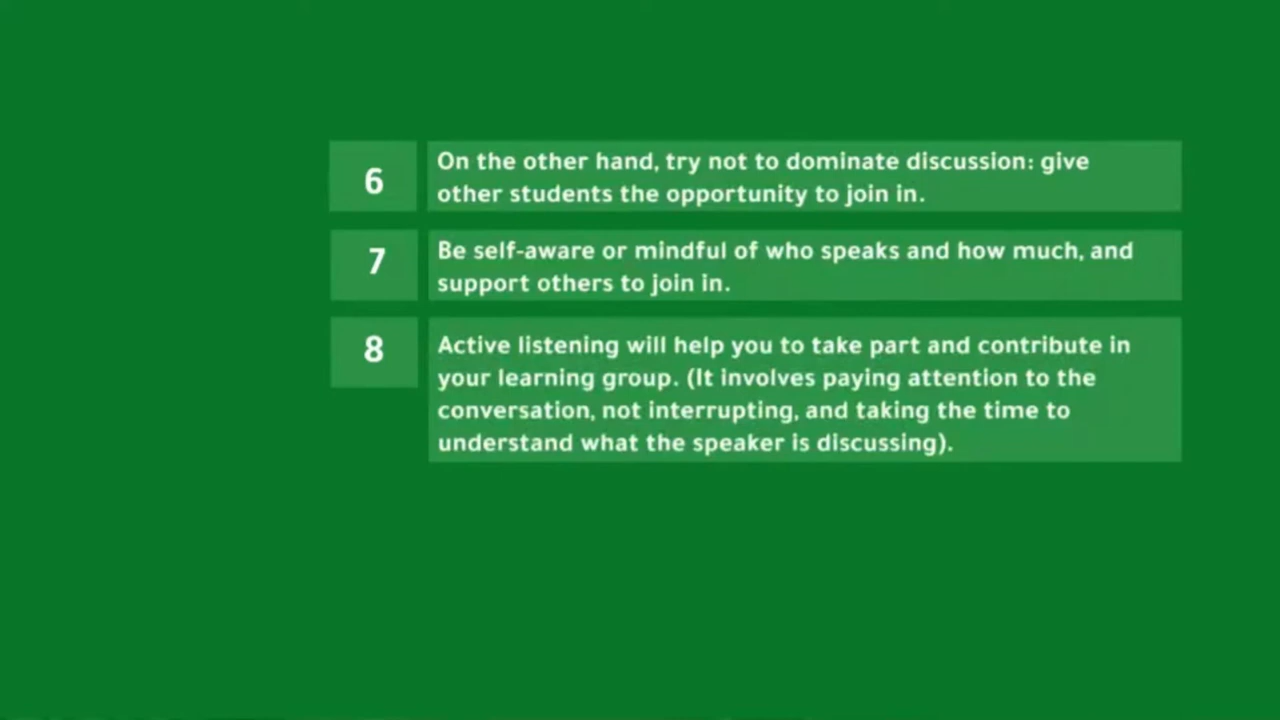 6
On the other hand, try not to dominate discussion: give
other students the opportunity to join in.
7
Be self-aware or mindful of who speaks and how much, and
support others to join in.
8
Active listening will help you to take part and contribute in
your learning group. (It involves paying attention to the
conversation, not interrupting, and taking the time to
understand what the speaker is discussing).